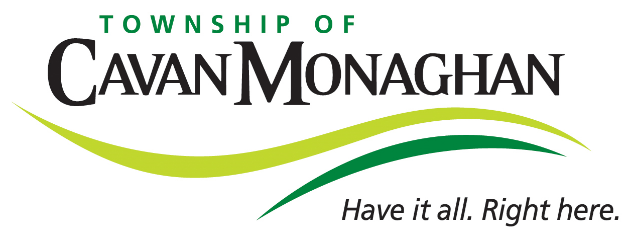 TOWNSHIP OF
CAVAN MONAGHAN
Have it all. Right here.